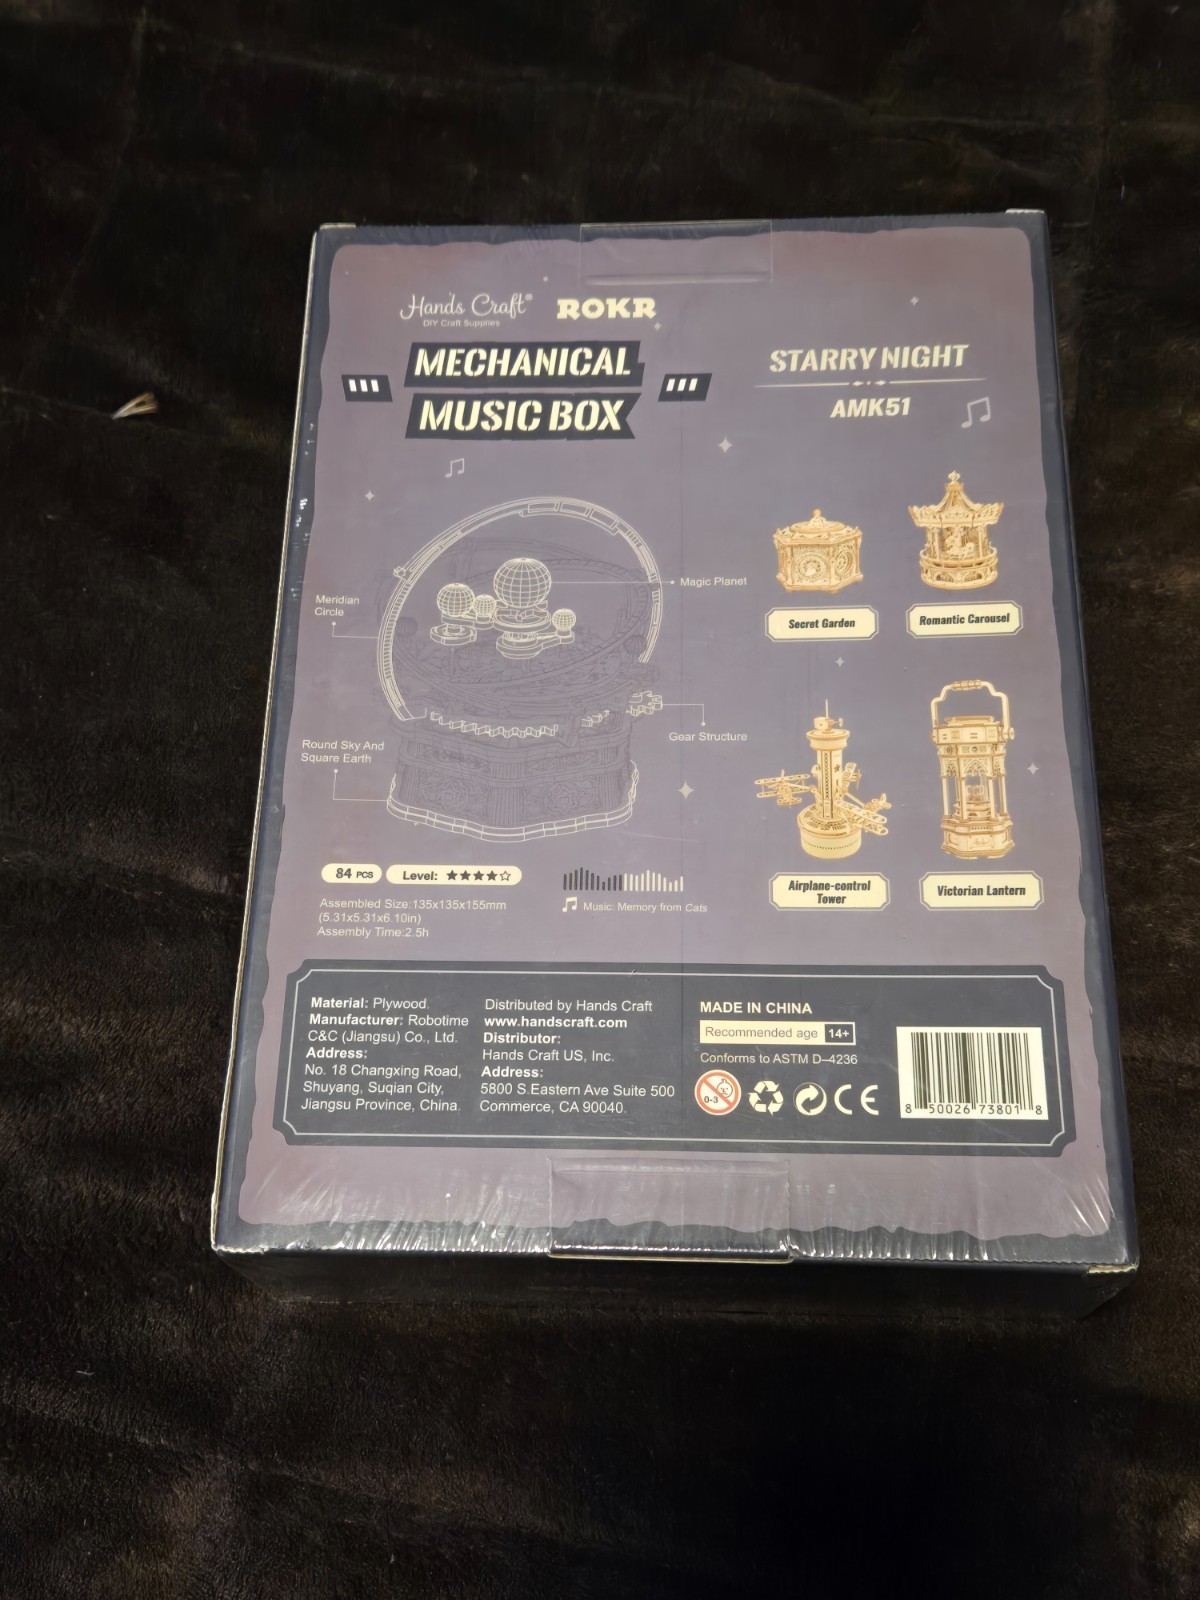 Hands Craft®
DIY Craft Supplies
ROKR
MECHANICAL
MUSIC BOX
STARRY NIGHT
AMK51
Magic Planet
Meridian
Circle
Gear Structure
Round Sky And
Square Earth
Secret Garden
Romantic Carousel
Airplane-control
Tower
Victorian Lantern
84 PCS
Level: ★★★★☆
Assembled Size:135x135x155mm
(5.31x5.31x6.10in)
Assembly Time:2.5h
Music: Memory from Cats
Material: Plywood.
Manufacturer: Robotime
C&C (Jiangsu) Co., Ltd.
Address:
No. 18 Changxing Road,
Shuyang, Suqian City,
Jiangsu Province, China.
Distributed by Hands Craft
www.handscraft.com
Distributor:
Hands Craft US, Inc.
Address:
5800 S.Eastern Ave Suite 500
Commerce, CA 90040.
MADE IN CHINA
Recommended age 14+
Conforms to ASTM D–4236
0-3
CE
8 50026 73801 8